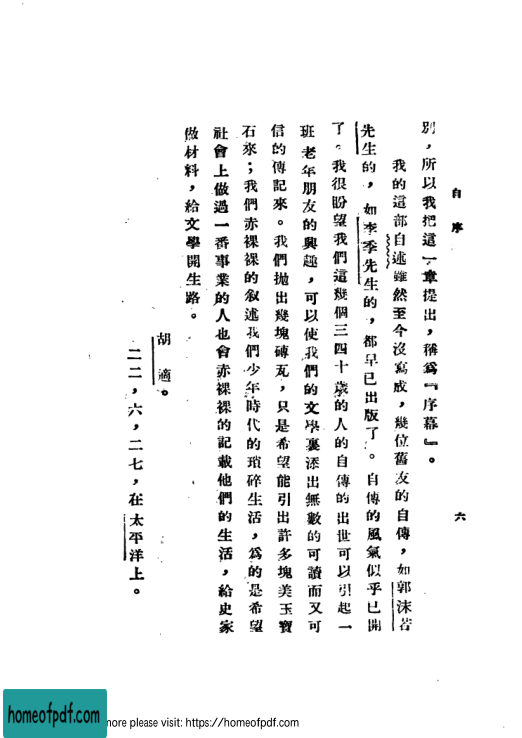 自序
六
別，所以我把這一章提出，稱爲『序幕』。
我的這部自述雖然至今沒寫成，幾位舊友的自傳，如郭沫若
先生的，如李季先生的，都早已出版了。自傳的風氣似乎已開
了。我很盼望我們這幾個三四十歲的人的自傳的出世可以引起一
班老年朋友的興趣，可以使我們的文學裏添出無數的可讀而又可
信的傳記來。我們拋出幾塊磚瓦，只是希望能引出許多塊美玉寶
石來；我們赤裸裸的叙述我們少年時代的瑣碎生活，爲的是希望
社會上做過一番事業的人也會赤裸裸的記載他們的生活，給史家
做材料，給文學開生路。
胡適。
二二，六，二七，在太平洋上。
homeofpdf.com
more please visit: https://homeofpdf.com